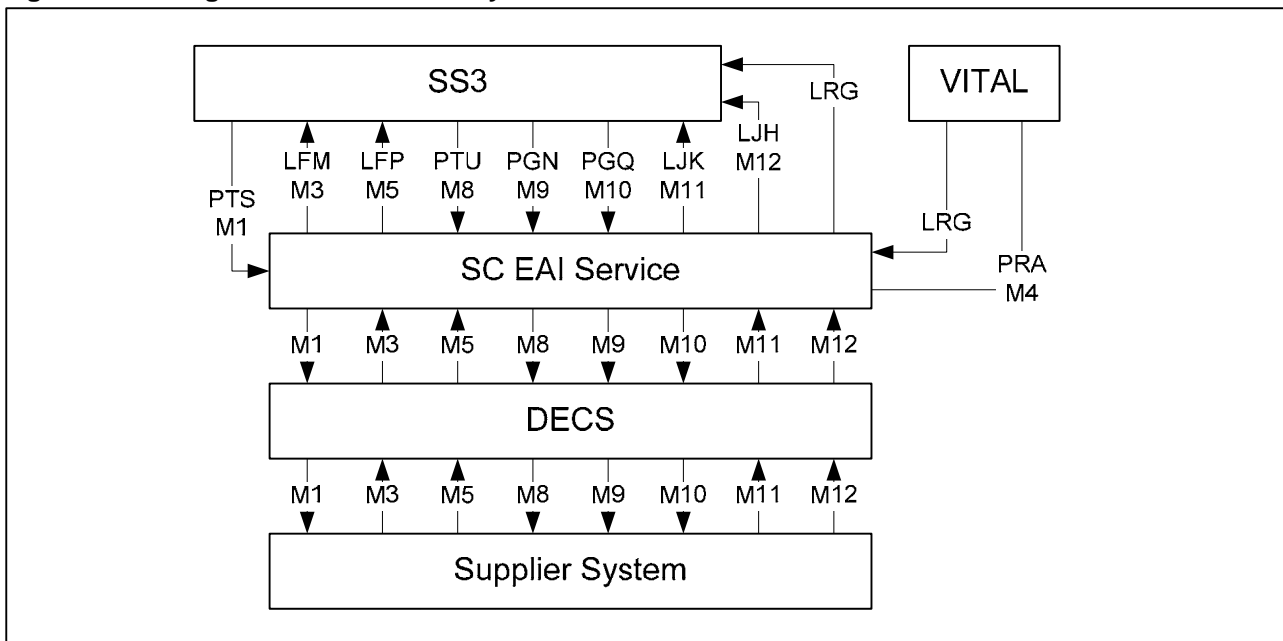 SS3
VITAL
LRG
LJH
M12
LFM
M3
LFP
M5
PTU
M8
PGN
M9
PGQ
M10
LJK
M11
PTS
M1
LRG
PRA
M4
SC EAI Service
M1 M3 M5 M8 M9 M10 M11 M12
DECS
M1 M3 M5 M8 M9 M10 M11 M12
Supplier System